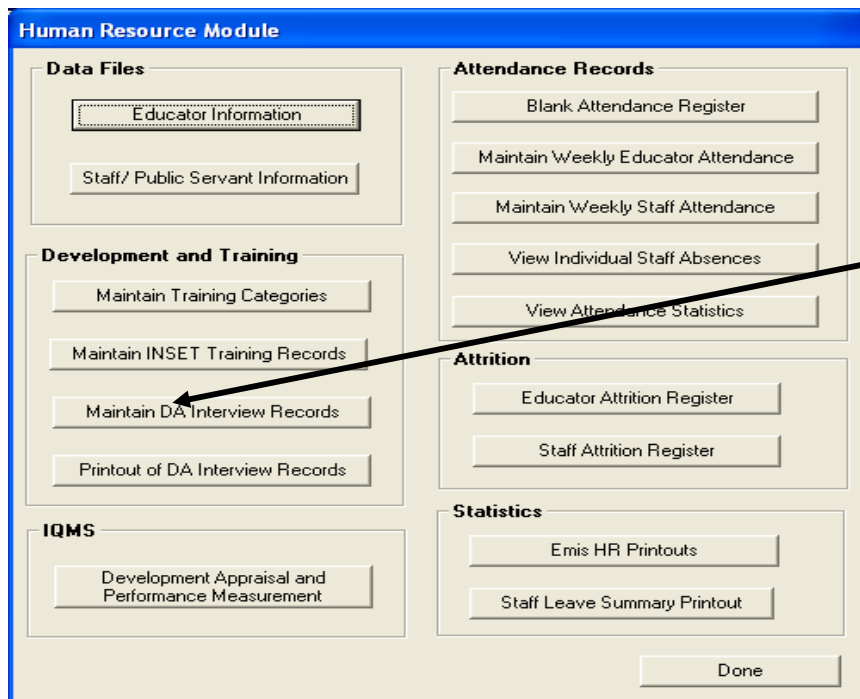 Human Resource Module
Data Files
Educator Information
Staff/ Public Servant Information
Development and Training
Maintain Training Categories
Maintain INSET Training Records
Maintain DA Interview Records
Printout of DA Interview Records
IQMS
Development Appraisal and
Performance Measurement
Attendance Records
Blank Attendance Register
Maintain Weekly Educator Attendance
Maintain Weekly Staff Attendance
View Individual Staff Absences
View Attendance Statistics
Attrition
Educator Attrition Register
Staff Attrition Register
Statistics
Emis HR Printouts
Staff Leave Summary Printout
Done